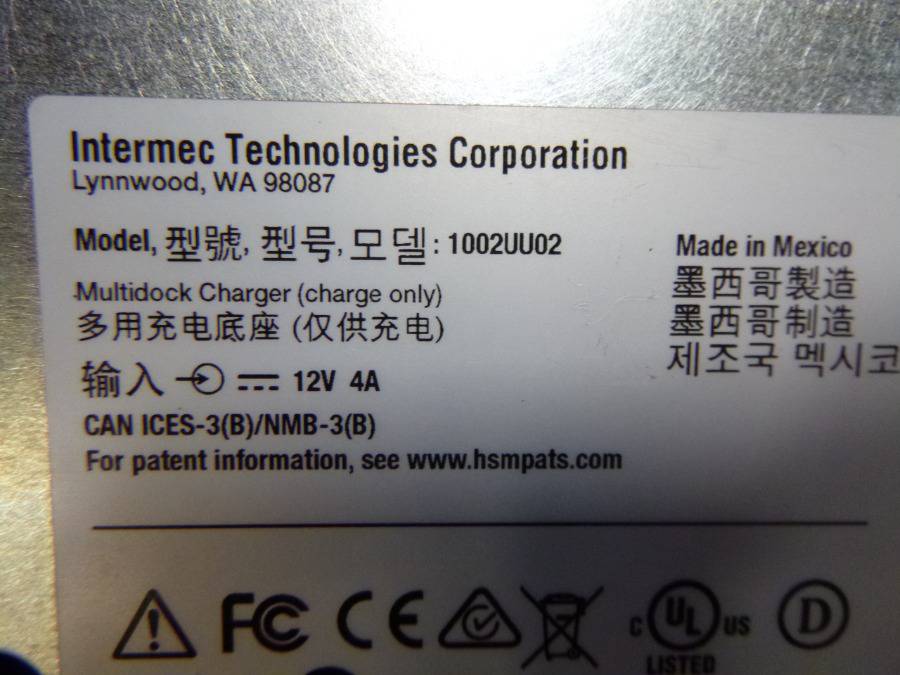 Intermec Technologies Corporation
Lynnwood, WA 98087
Model, 型號, 型号, 모델: 1002UU02
Multidock Charger (charge only)
多用充电底座 (仅供充电)
输入 12V 4A
CAN ICES-3(B)/NMB-3(B)
For patent information, see www.hsmpats.com
Made in Mexico
墨西哥製造
墨西哥制造
제조국 멕시코
FC CE C UL US D
LISTED